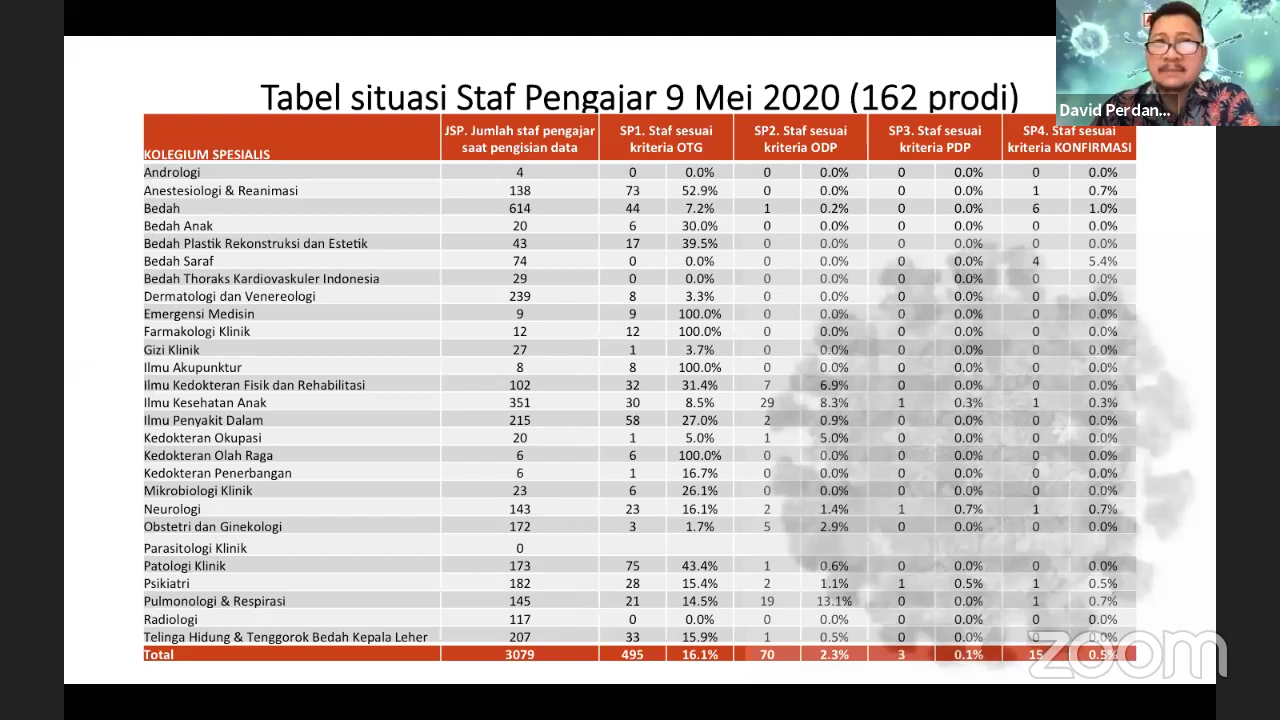 Tabel situasi Staf Pengajar 9 Mei 2020 (162 prodi)
David Perdan...
KOLEGIUM SPESIALIS JSP. Jumlah staf pengajar saat pengisian data SP1. Staf sesuai kriteria OTG SP2. Staf sesuai kriteria ODP SP3. Staf sesuai kriteria PDP SP4. Staf sesuai kriteria KONFIRMASI
Andrologi 4 0 0.0% 0 0.0% 0 0.0% 0 0.0%
Anestesiologi & Reanimasi 138 73 52.9% 0 0.0% 0 0.0% 1 0.7%
Bedah 614 44 7.2% 1 0.2% 0 0.0% 6 1.0%
Bedah Anak 20 6 30.0% 0 0.0% 0 0.0% 0 0.0%
Bedah Plastik Rekonstruksi dan Estetik 43 17 39.5% 0 0.0% 0 0.0% 0 0.0%
Bedah Saraf 74 0 0.0% 0 0.0% 0 0.0% 4 5.4%
Bedah Thoraks Kardiovaskuler Indonesia 29 0 0.0% 0 0.0% 0 0.0% 0 0.0%
Dermatologi dan Venereologi 239 8 3.3% 0 0.0% 0 0.0% 0 0.0%
Emergensi Medisin 9 9 100.0% 0 0.0% 0 0.0% 0 0.0%
Farmakologi Klinik 12 12 100.0% 0 0.0% 0 0.0% 0 0.0%
Gizi Klinik 27 1 3.7% 0 0.0% 0 0.0% 0 0.0%
Ilmu Akupunktur 8 8 100.0% 0 0.0% 0 0.0% 0 0.0%
Ilmu Kedokteran Fisik dan Rehabilitasi 102 32 31.4% 7 6.9% 0 0.0% 0 0.0%
Ilmu Kesehatan Anak 351 30 8.5% 29 8.3% 1 0.3% 1 0.3%
Ilmu Penyakit Dalam 215 58 27.0% 2 0.9% 0 0.0% 0 0.0%
Kedokteran Okupasi 20 1 5.0% 1 5.0% 0 0.0% 0 0.0%
Kedokteran Olah Raga 6 6 100.0% 0 0.0% 0 0.0% 0 0.0%
Kedokteran Penerbangan 6 1 16.7% 0 0.0% 0 0.0% 0 0.0%
Mikrobiologi Klinik 23 6 26.1% 0 0.0% 0 0.0% 0 0.0%
Neurologi 143 23 16.1% 2 1.4% 1 0.7% 1 0.7%
Obstetri dan Ginekologi 172 3 1.7% 5 2.9% 0 0.0% 0 0.0%
Parasitologi Klinik 0
Patologi Klinik 173 75 43.4% 1 0.6% 0 0.0% 0 0.0%
Psikiatri 182 28 15.4% 2 1.1% 1 0.5% 1 0.5%
Pulmonologi & Respirasi 145 21 14.5% 19 13.1% 0 0.0% 1 0.7%
Radiologi 117 0 0.0% 0 0.0% 0 0.0% 0 0.0%
Telinga Hidung & Tenggorok Bedah Kepala Leher 207 33 15.9% 1 0.5% 0 0.0% 0 0.0%
Total 3079 495 16.1% 70 2.3% 3 0.1% 15 0.5%
zoom